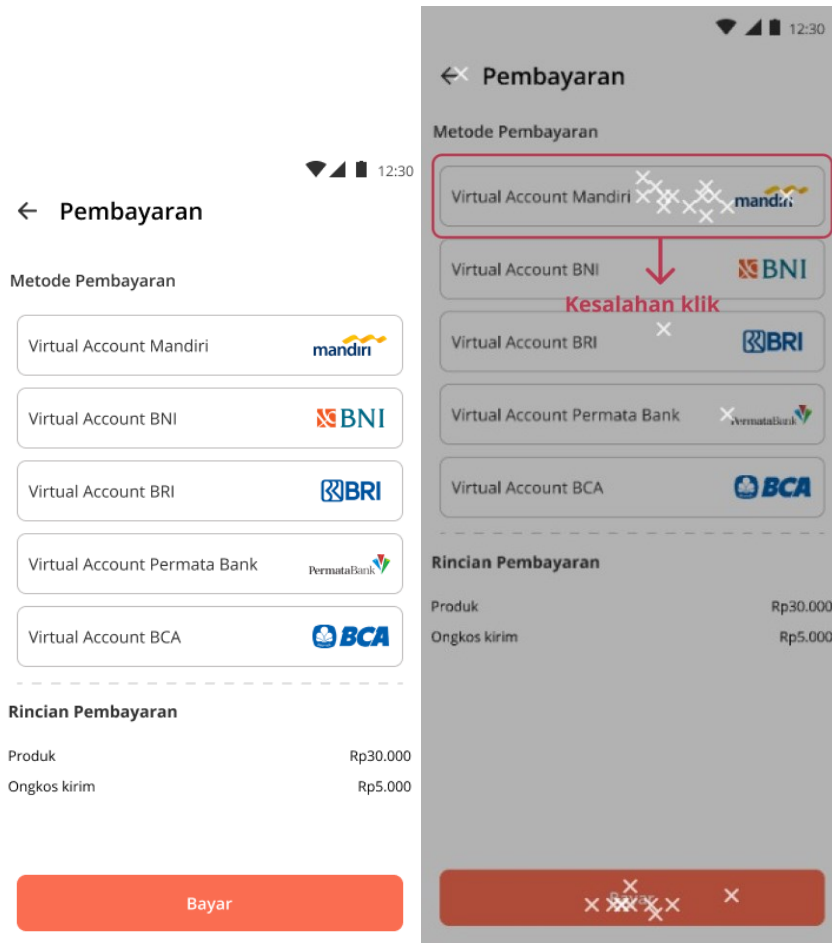 12:30
Pembayaran
Metode Pembayaran
Virtual Account Mandiri mandiri
Virtual Account BNI BNI
Virtual Account BRI BRI
Virtual Account Permata Bank PermataBank
Virtual Account BCA BCA
Rincian Pembayaran
Produk Rp30.000
Ongkos kirim Rp5.000
Bayar
12:30
Pembayaran
Metode Pembayaran
Virtual Account Mandiri mandiri
Virtual Account BNI BNI
Kesalahan klik
Virtual Account BRI BRI
Virtual Account Permata Bank PermataBank
Virtual Account BCA BCA
Rincian Pembayaran
Produk Rp30.000
Ongkos kirim Rp5.000
Bayar